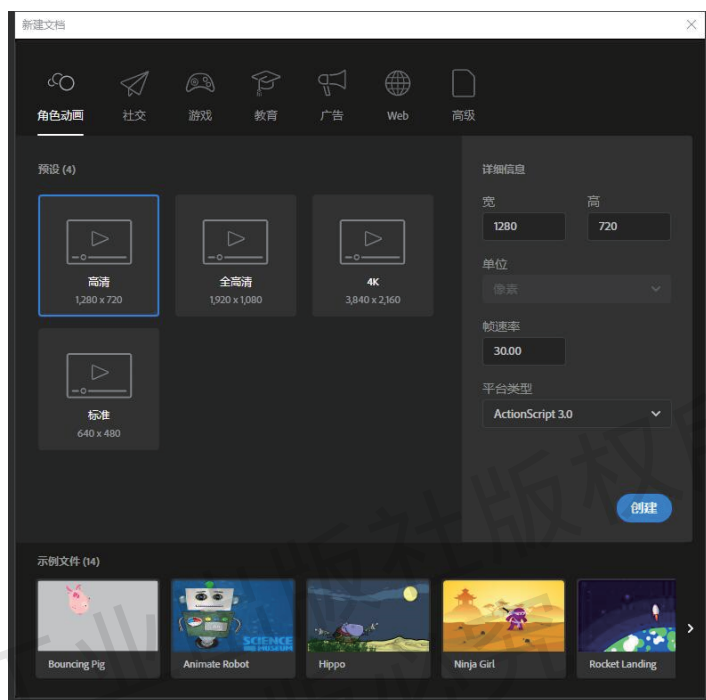 新建文档
角色动画 社交 游戏 教育 广告 Web 高级
预设 (4)
高清
1,280 x 720
全高清
1,920 x 1,080
4K
3,840 x 2,160
标准
640 x 480
详细信息
宽 高
1280 720
单位
像素
帧速率
30.00
平台类型
ActionScript 3.0
创建
示例文件 (14)
SCIENCE
MUSEUM
Bouncing Pig Animate Robot Hippo Ninja Girl Rocket Landing